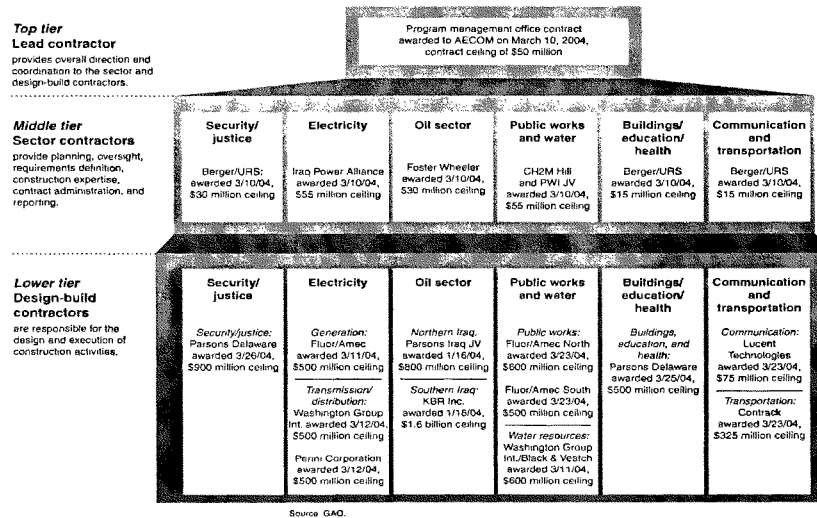 Top tier
Lead contractor
provides overall direction and
coordination to the sector and
design-build contractors.
Program management office contract
awarded to AECOM on March 10, 2004,
contract ceiling of $50 million
Middle tier
Sector contractors
provide planning, oversight,
requirements definition,
construction expertise,
contract administration, and
reporting.
Security/
justice
Berger/URS:
awarded 3/10/04,
$30 million ceiling
Electricity
Iraq Power Alliance
awarded 3/10/04,
$55 million ceiling
Oil sector
Foster Wheeler
awarded 3/10/04,
$30 million ceiling
Public works
and water
CH2M Hill
and PWI JV
awarded 3/10/04,
$55 million ceiling
Buildings/
education/
health
Berger/URS
awarded 3/10/04,
$15 million ceiling
Communication
and
transportation
Berger/URS
awarded 3/10/04,
$15 million ceiling
Lower tier
Design-build
contractors
are responsible for the
design and execution of
construction activities.
Security/
justice
Security/justice:
Parsons Delaware
awarded 3/26/04,
$900 million ceiling
Electricity
Generation:
Fluor/Amec
awarded 3/11/04,
$500 million ceiling
Transmission/
distribution:
Washington Group
Int. awarded 3/12/04,
$500 million ceiling
Perini Corporation
awarded 3/12/04,
$500 million ceiling
Oil sector
Northern Iraq:
Parsons Iraq JV
awarded 1/16/04,
$800 million ceiling
Southern Iraq:
KBR Inc.
awarded 1/16/04,
$1.6 billion ceiling
Public works
and water
Public works:
Fluor/Amec North
awarded 3/23/04,
$600 million ceiling
Fluor/Amec South
awarded 3/23/04,
$500 million ceiling
Water resources:
Washington Group
Int./Black & Veatch
awarded 3/11/04,
$600 million ceiling
Buildings/
education/
health
Buildings,
education, and
health:
Parsons Delaware
awarded 3/25/04,
$500 million ceiling
Communication
and
transportation
Communication:
Lucent
Technologies
awarded 3/23/04,
$75 million ceiling
Transportation:
Contrack
awarded 3/23/04,
$325 million ceiling
Source: GAO.